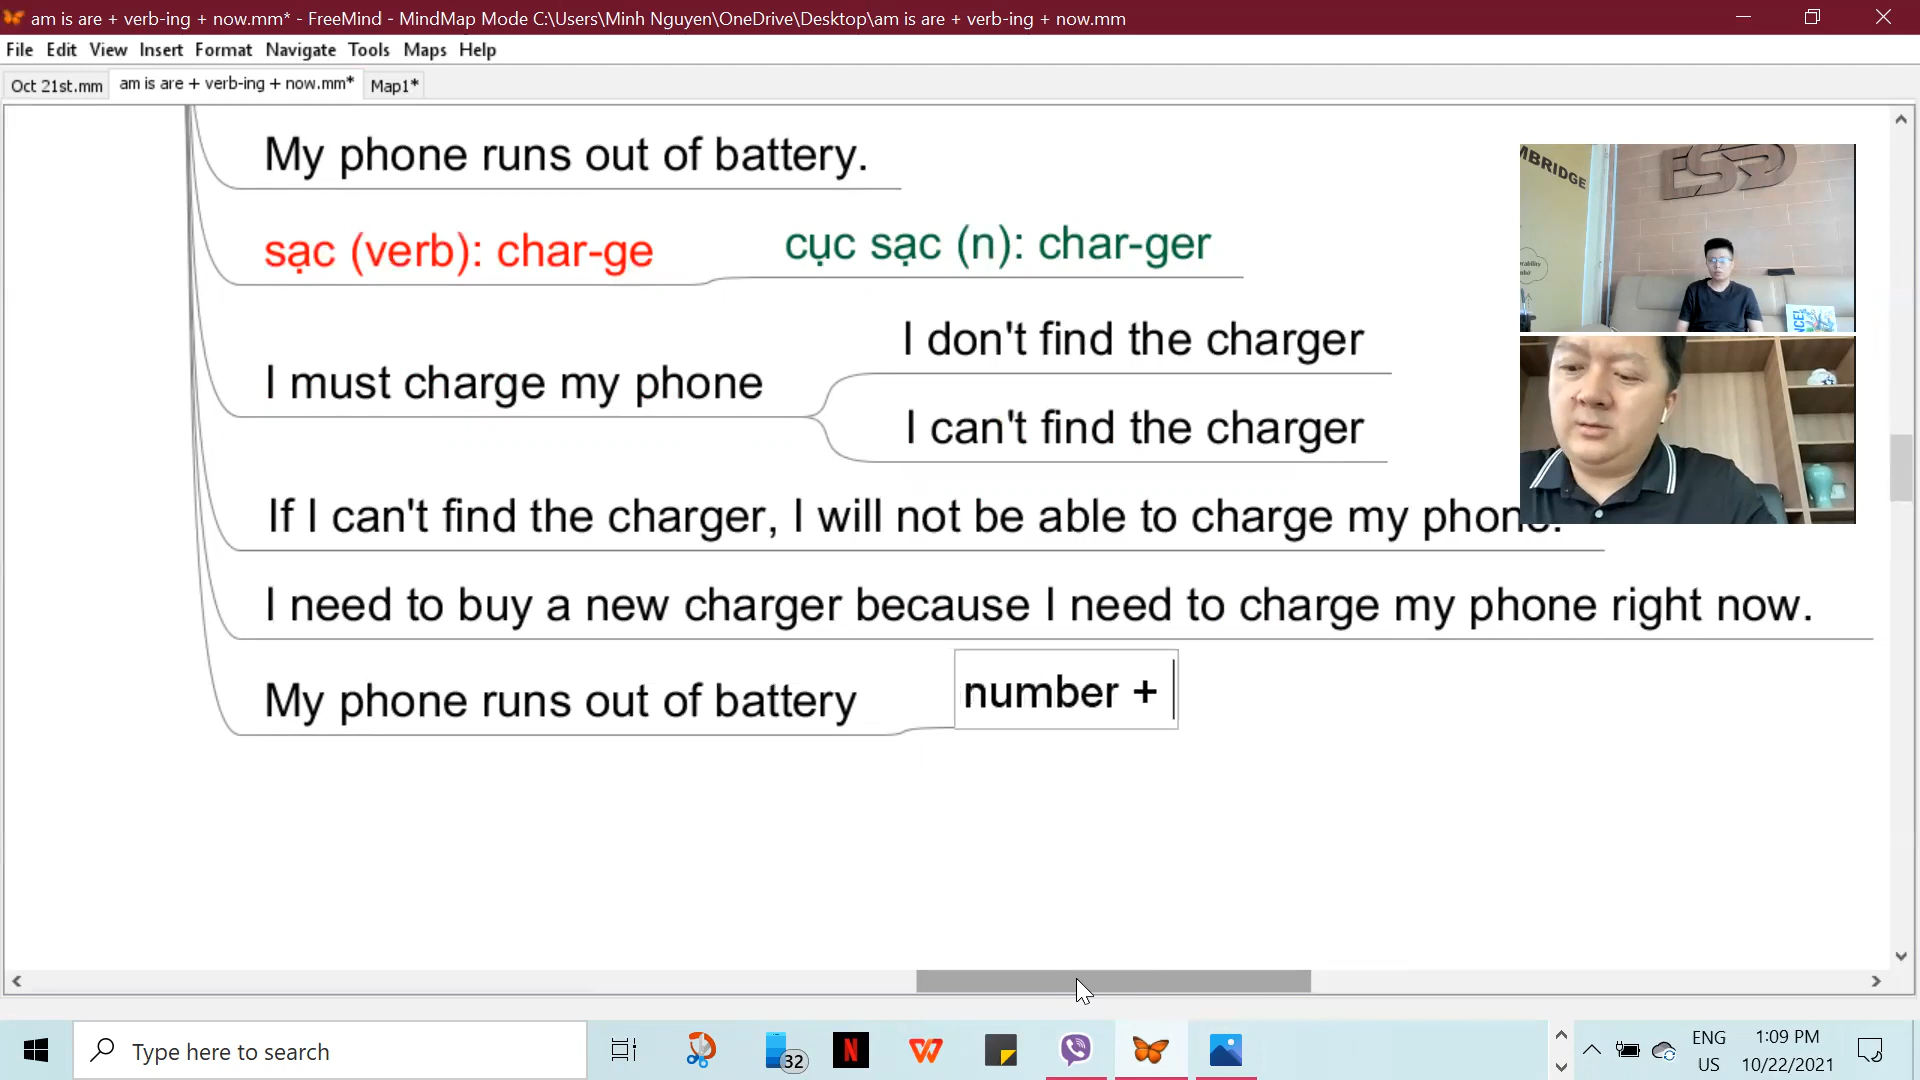 am is are + verb-ing + now.mm* - FreeMind - MindMap Mode C:\Users\Minh Nguyen\OneDrive\Desktop\am is are + verb-ing + now.mm
File Edit View Insert Format Navigate Tools Maps Help
Oct 21st.mm am is are + verb-ing + now.mm* Map1*
My phone runs out of battery.
sạc (verb): char-ge cục sạc (n): char-ger
I don't find the charger
I must charge my phone
I can't find the charger
If I can't find the charger, I will not be able to charge my phone.
I need to buy a new charger because I need to charge my phone right now.
My phone runs out of battery number +
MBRIDGE ESD
Type here to search
32
ENG
US
1:09 PM
10/22/2021